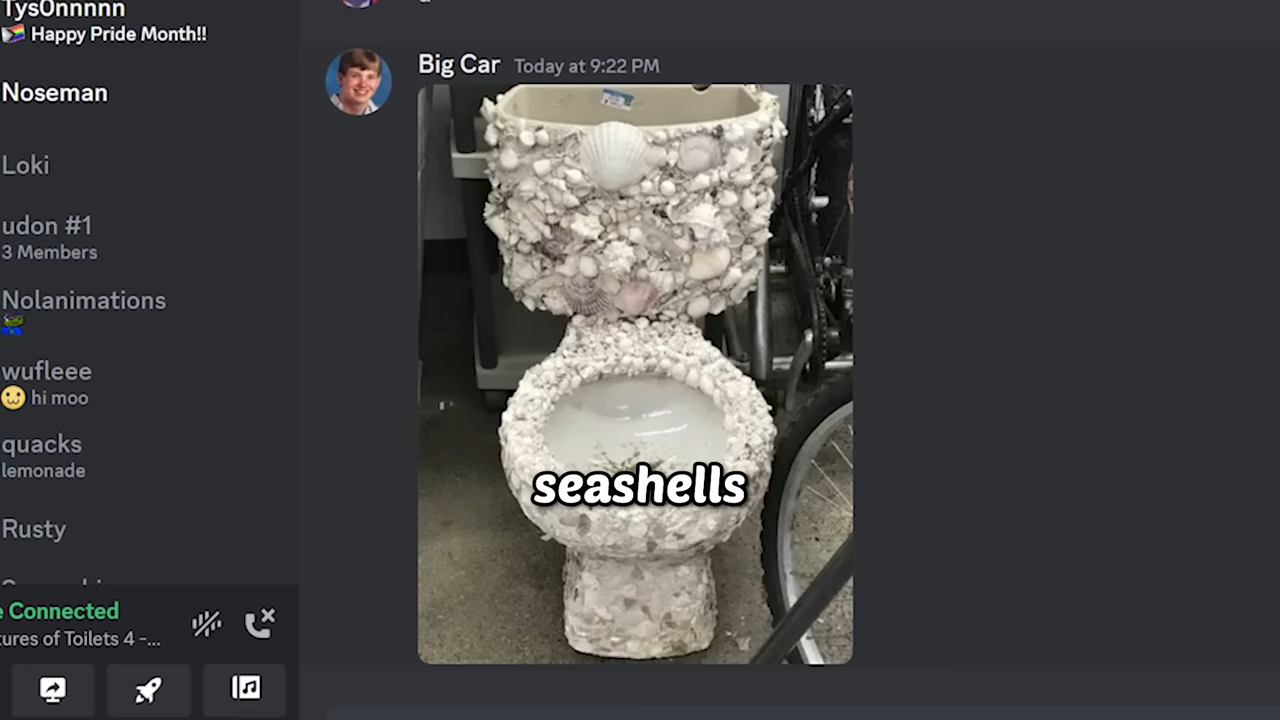 Tys0nnnnn
Happy Pride Month!!
Noseman
Loki
udon #1
3 Members
Nolanimations
wufleee
hi moo
quacks
lemonade
Rusty
e Connected
tures of Toilets 4 -...
Big Car Today at 9:22 PM
seashells